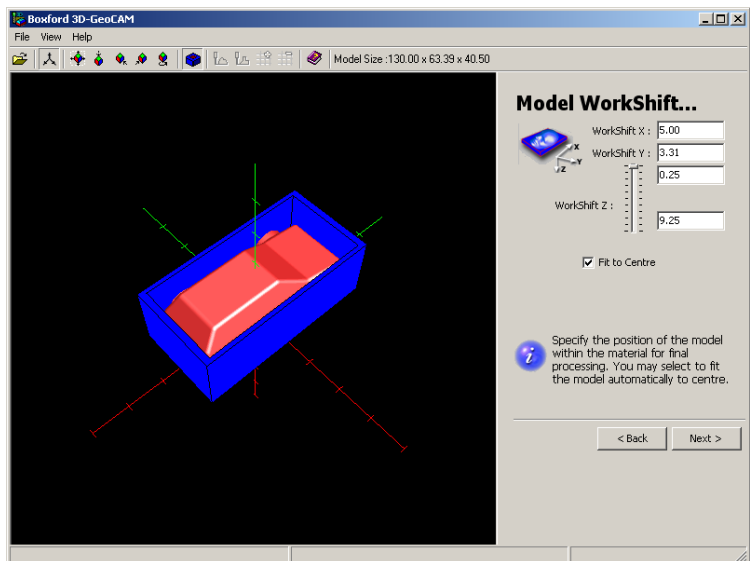 Boxford 3D-GeoCAM
File View Help
Model Size :130.00 x 63.39 x 40.50
Model WorkShift...
WorkShift X : 5.00
WorkShift Y : 3.31
0.25
WorkShift Z :
9.25
X
Y
Z
Fit to Centre
Specify the position of the model
within the material for final
processing. You may select to fit
the model automatically to centre.
< Back Next >